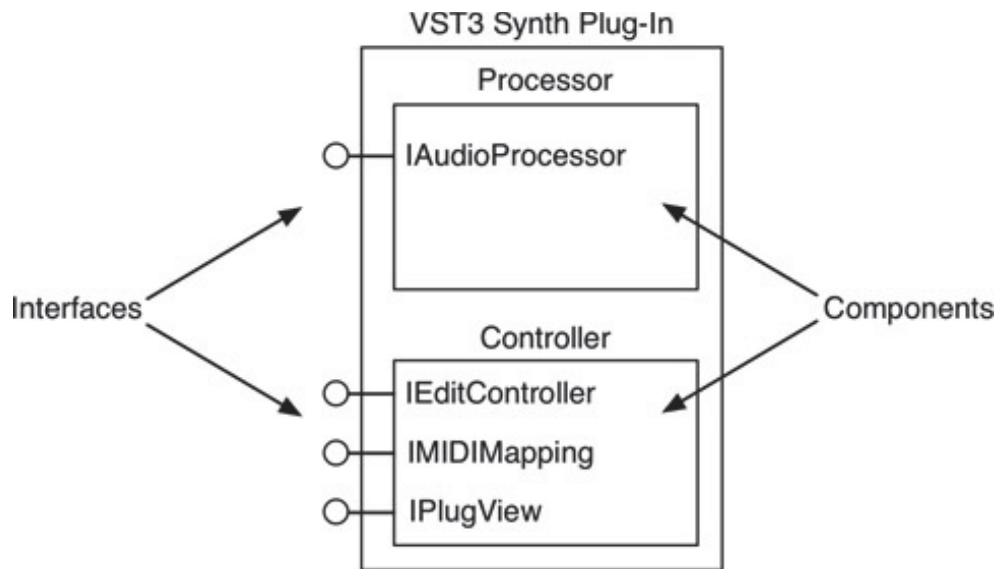 VST3 Synth Plug-In
Processor
IAudioProcessor
Interfaces
Components
Controller
IEditController
IMIDIMapping
IPlugView